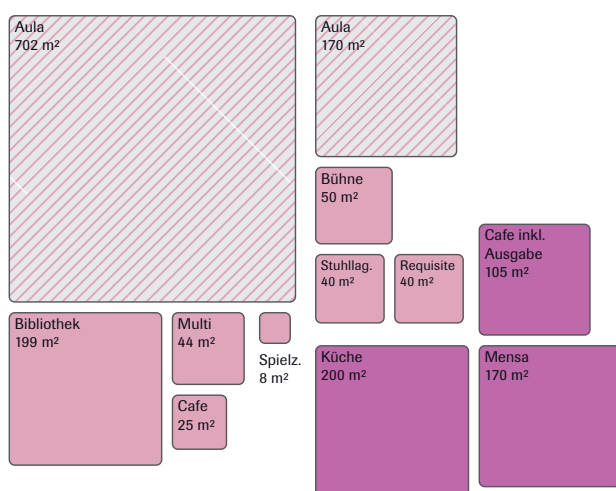 Aula
702 m²
Aula
170 m²
Bühne
50 m²
Stuhllag.
40 m²
Requisite
40 m²
Cafe inkl.
Ausgabe
105 m²
Bibliothek
199 m²
Multi
44 m²
Spielz.
8 m²
Cafe
25 m²
Küche
200 m²
Mensa
170 m²